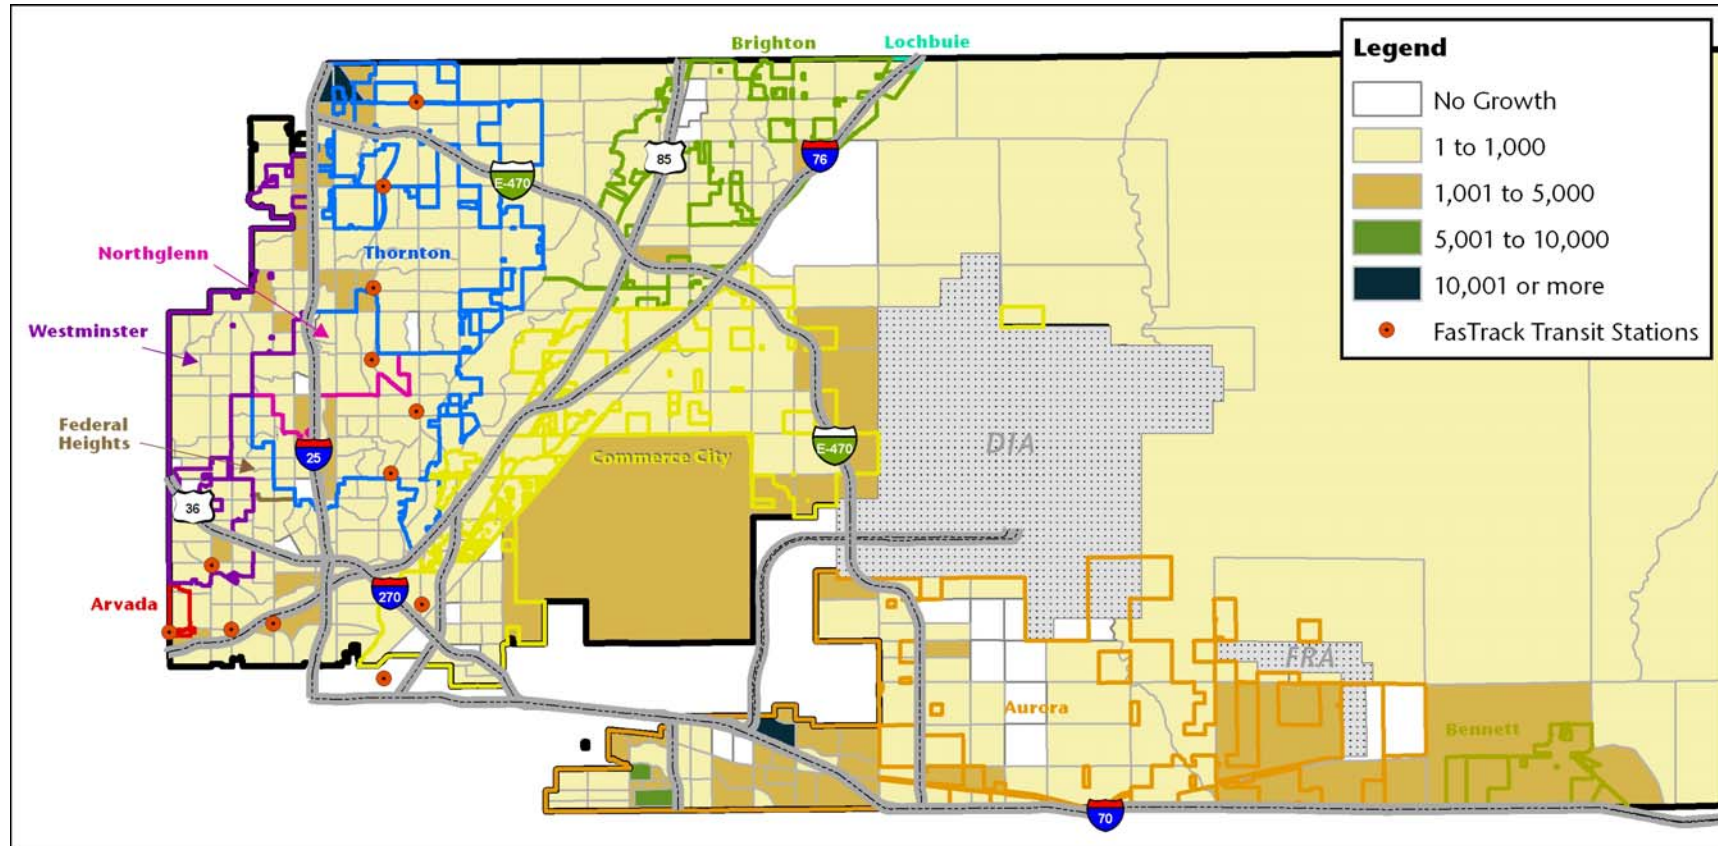 Brighton
Lochbuie
Legend
No Growth
1 to 1,000
1,001 to 5,000
5,001 to 10,000
10,001 or more
FasTrack Transit Stations
85
76
E-470
Northglenn
Thornton
Westminster
Federal
Heights
25
Commerce City
E-470
DIA
36
270
Arvada
FRA
Aurora
Bennett
70